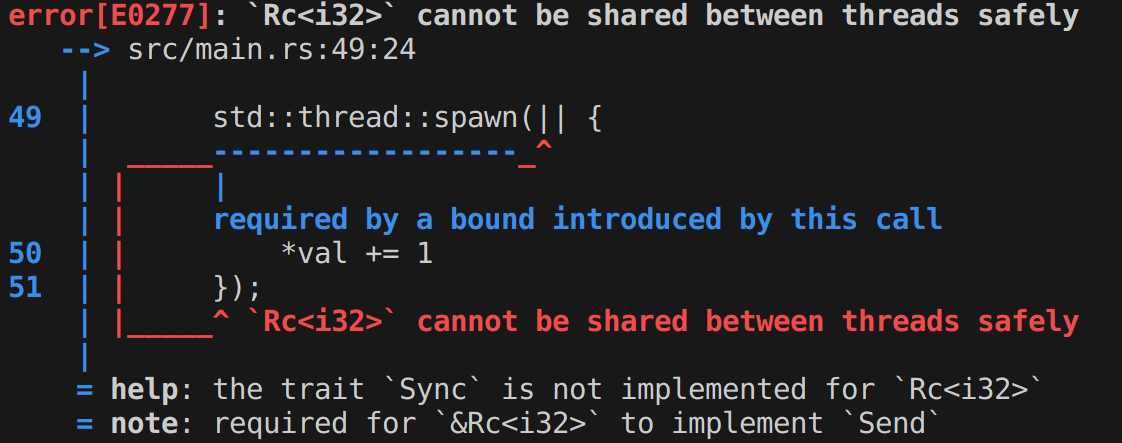 error[E0277]: `Rc<i32>` cannot be shared between threads safely
   --> src/main.rs:49:24
    |
49  |       std::thread::spawn(|| {
    |  _____------------------_^
    | |     |
    | |     required by a bound introduced by this call
50  | |         *val += 1
51  | |     });
    | |_____^ `Rc<i32>` cannot be shared between threads safely
    |
    = help: the trait `Sync` is not implemented for `Rc<i32>`
    = note: required for `&Rc<i32>` to implement `Send`